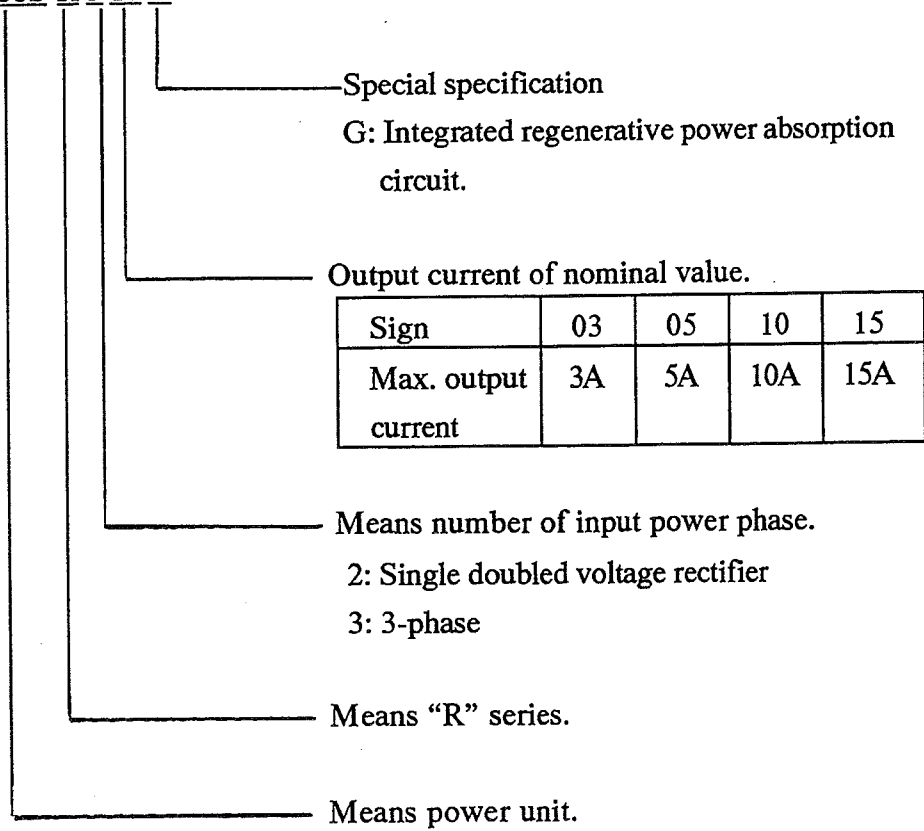 Special specification
G: Integrated regenerative power absorption
circuit.
Output current of nominal value.
Sign 03 05 10 15
Max. output 3A 5A 10A 15A
current
Means number of input power phase.
2: Single doubled voltage rectifier
3: 3-phase
Means “R” series.
Means power unit.